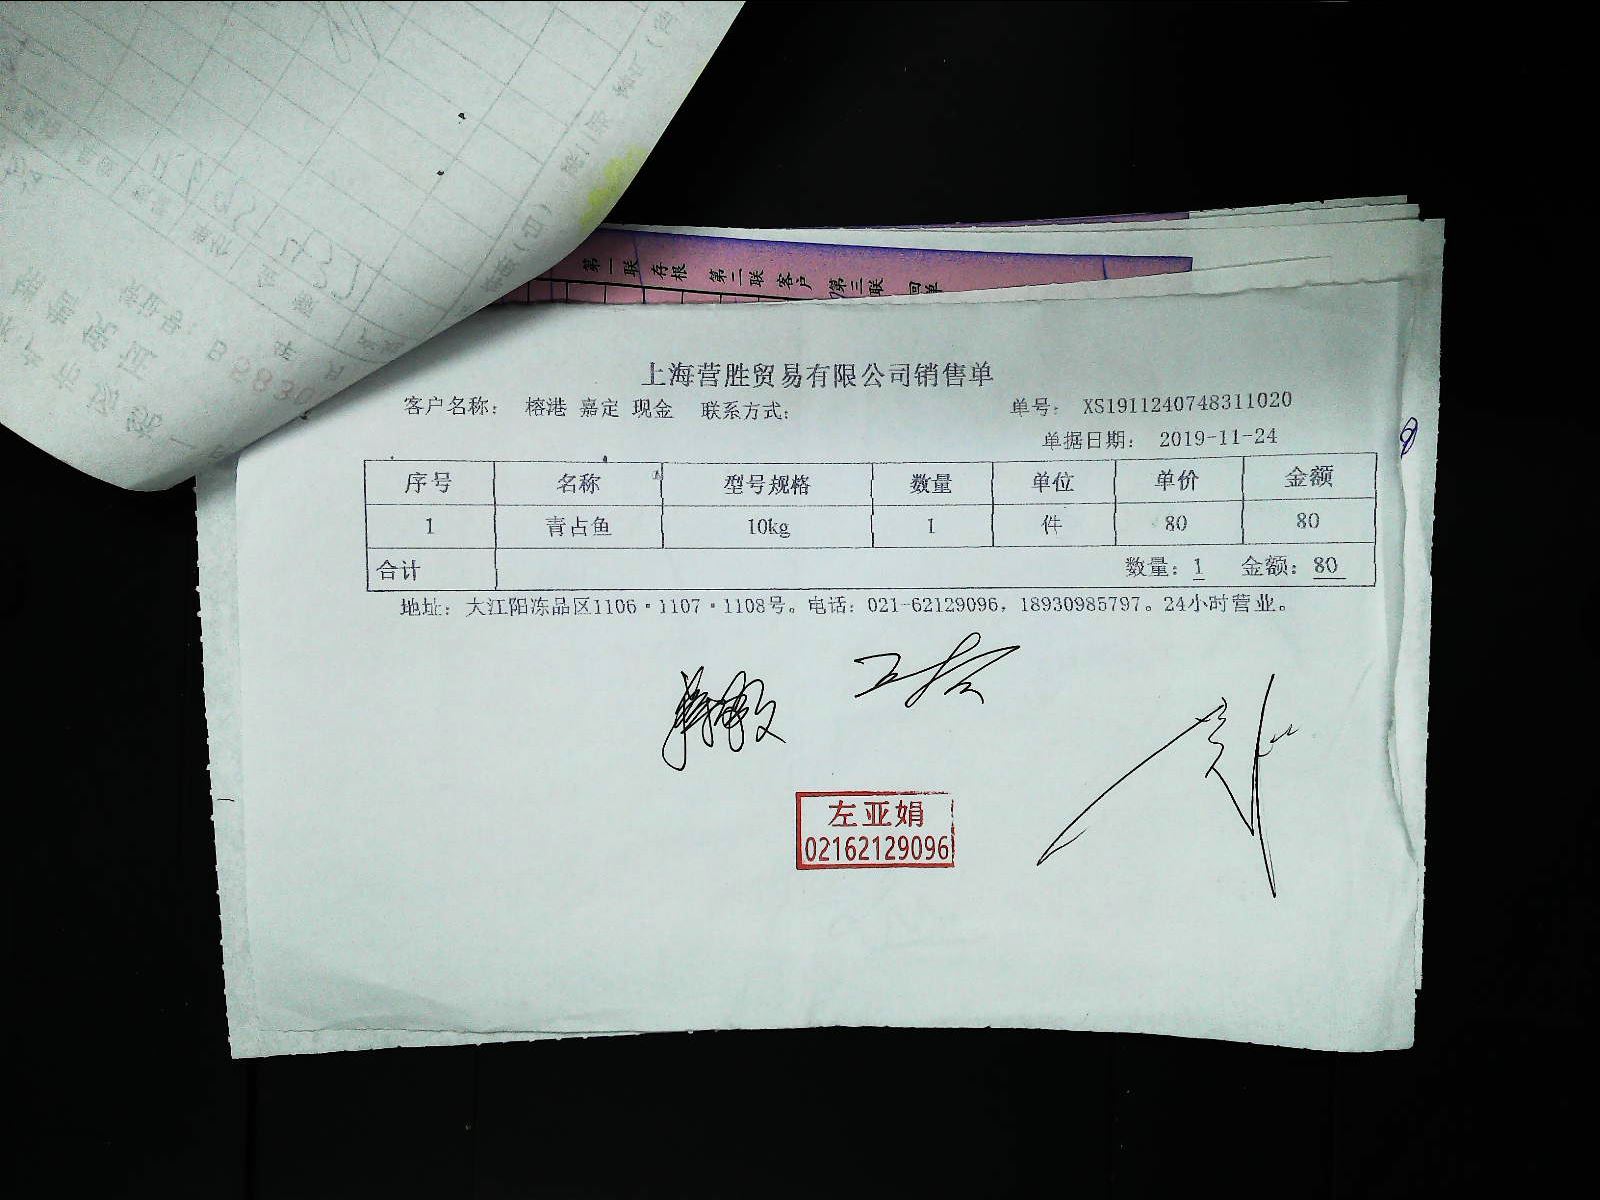 第一联 存根 第二联 客户 第三联 回单
上海营胜贸易有限公司销售单
客户名称: 榕港 嘉定 现金 联系方式: 单号: XS1911240748311020
单据日期: 2019-11-24
序号 名称 型号规格 数量 单位 单价 金额
1 青占鱼 10kg 1 件 80 80
合计 数量: 1 金额: 80
地址: 大江阳冻品区1106·1107·1108号。电话: 021-62129096, 18930985797。24小时营业。
左亚娟
02162129096